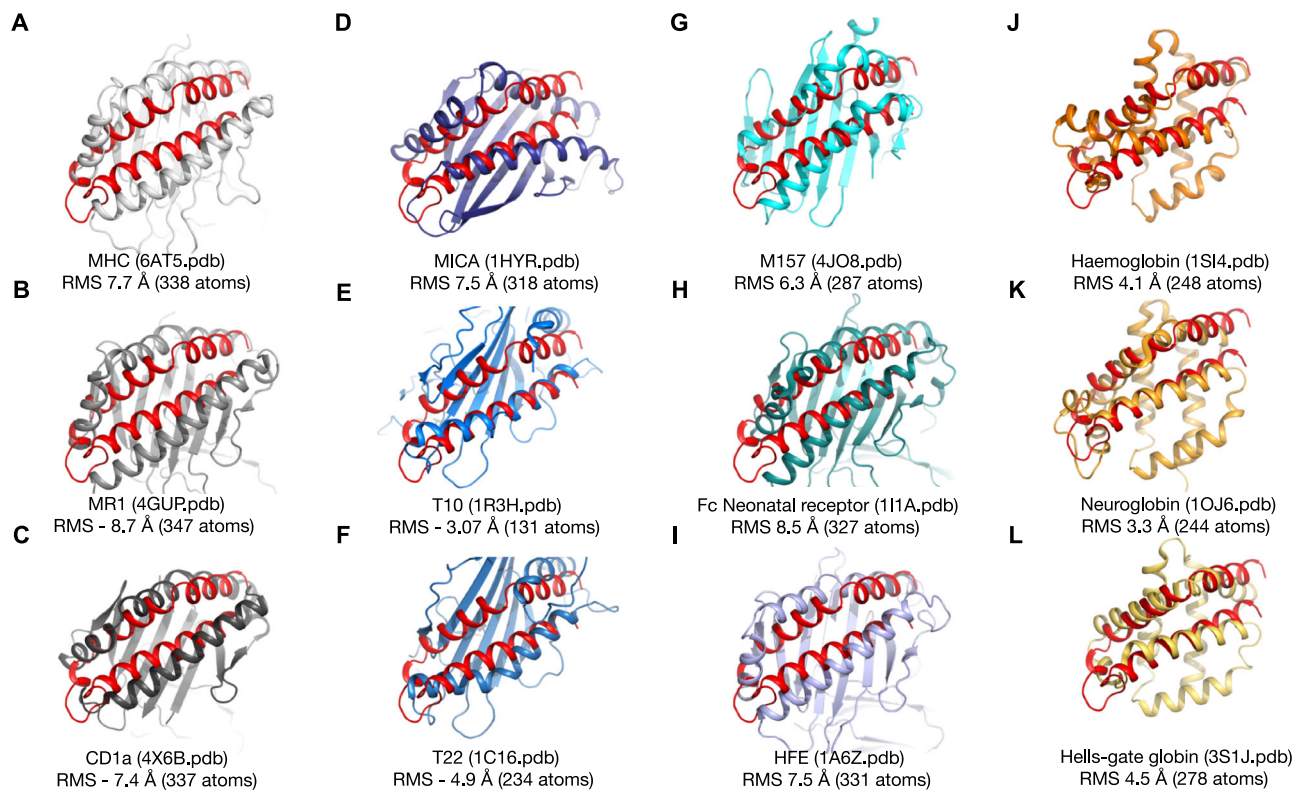 A
MHC (6AT5.pdb)
RMS 7.7 Å (338 atoms)
B
MR1 (4GUP.pdb)
RMS - 8.7 Å (347 atoms)
C
CD1a (4X6B.pdb)
RMS - 7.4 Å (337 atoms)
D
MICA (1HYR.pdb)
RMS 7.5 Å (318 atoms)
E
T10 (1R3H.pdb)
RMS - 3.07 Å (131 atoms)
F
T22 (1C16.pdb)
RMS - 4.9 Å (234 atoms)
G
M157 (4JO8.pdb)
RMS 6.3 Å (287 atoms)
H
Fc Neonatal receptor (1I1A.pdb)
RMS 8.5 Å (327 atoms)
I
HFE (1A6Z.pdb)
RMS 7.5 Å (331 atoms)
J
Haemoglobin (1SI4.pdb)
RMS 4.1 Å (248 atoms)
K
Neuroglobin (1OJ6.pdb)
RMS 3.3 Å (244 atoms)
L
Hells-gate globin (3S1J.pdb)
RMS 4.5 Å (278 atoms)